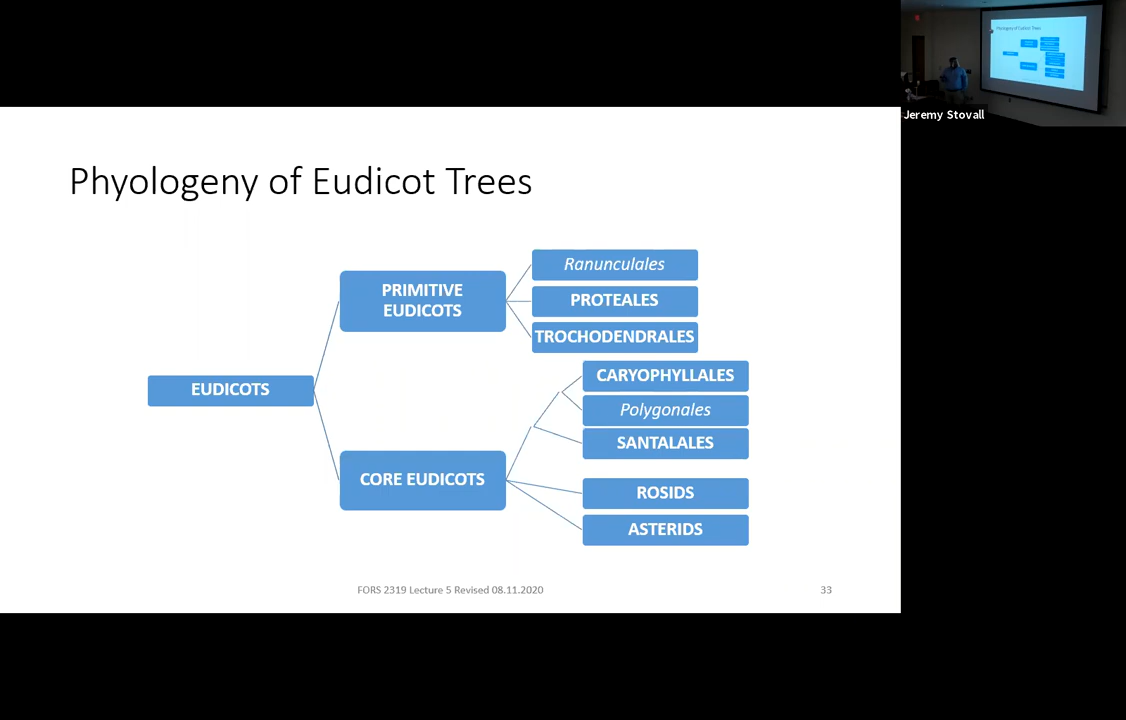 Jeremy Stovall
Phyologeny of Eudicot Trees
Ranunculales
PRIMITIVE
EUDICOTS
PROTEALES
TROCHODENDRALES
CARYOPHYLLALES
EUDICOTS
Polygonales
SANTALALES
CORE EUDICOTS
ROSIDS
ASTERIDS
FORS 2319 Lecture 5 Revised 08.11.2020
33